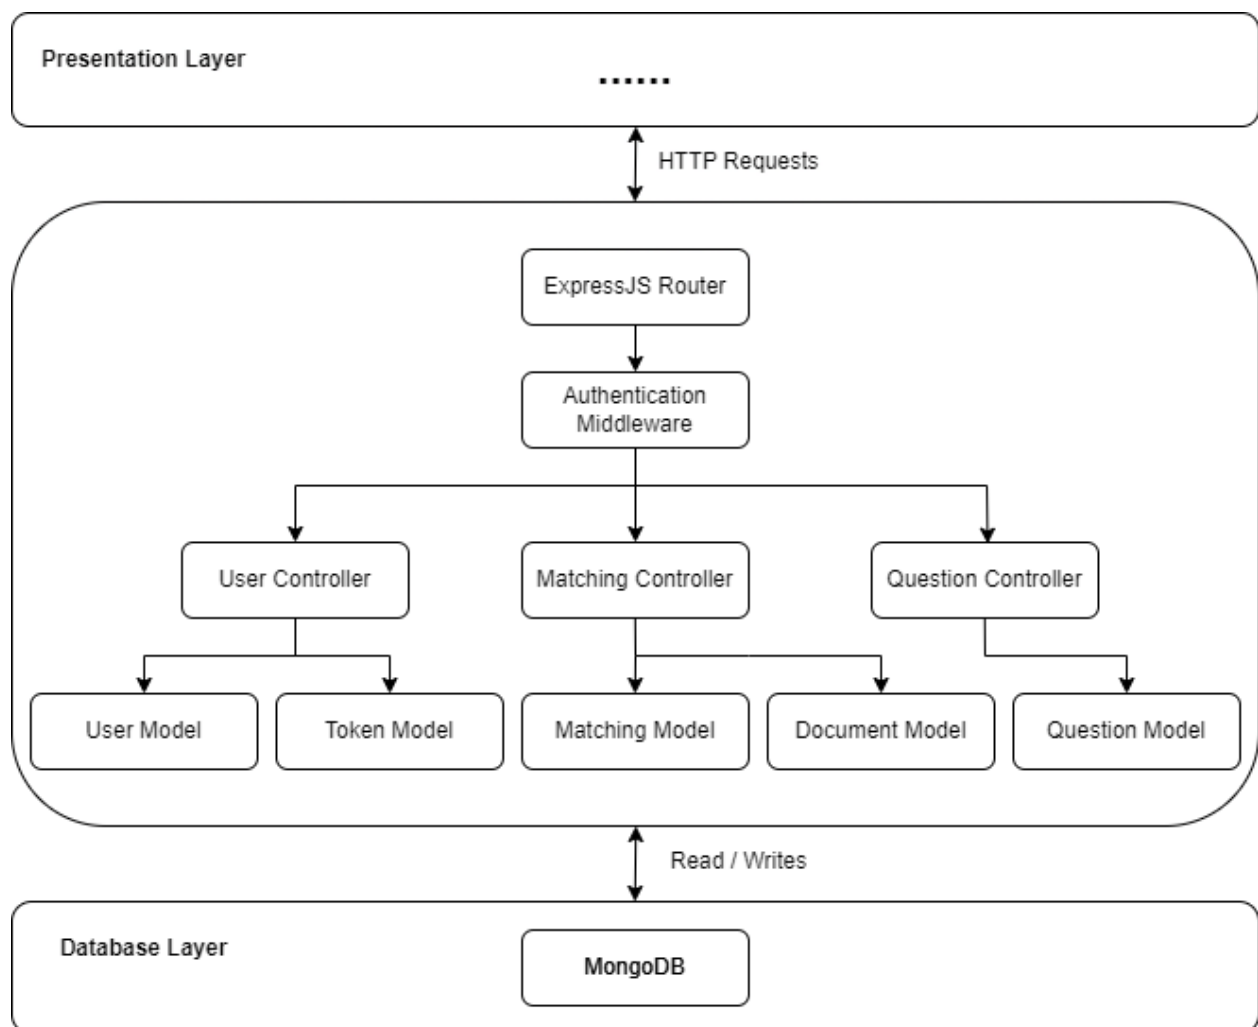 Presentation Layer
......
HTTP Requests
ExpressJS Router
Authentication
Middleware
User Controller
Matching Controller
Question Controller
User Model
Token Model
Matching Model
Document Model
Question Model
Read / Writes
Database Layer
MongoDB